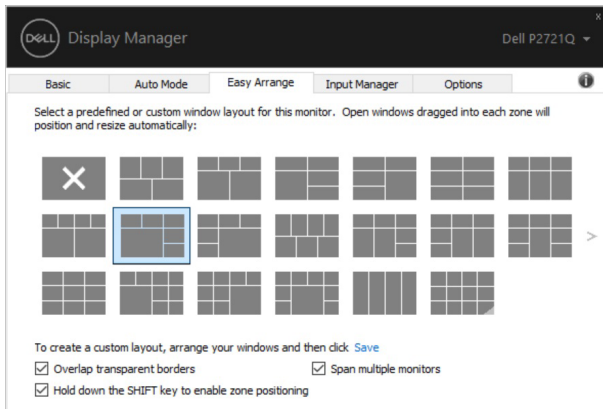 x
DELL Display Manager Dell P2721Q
Basic Auto Mode Easy Arrange Input Manager Options i
Select a predefined or custom window layout for this monitor. Open windows dragged into each zone will
position and resize automatically:
>
To create a custom layout, arrange your windows and then click Save
Overlap transparent borders Span multiple monitors
Hold down the SHIFT key to enable zone positioning